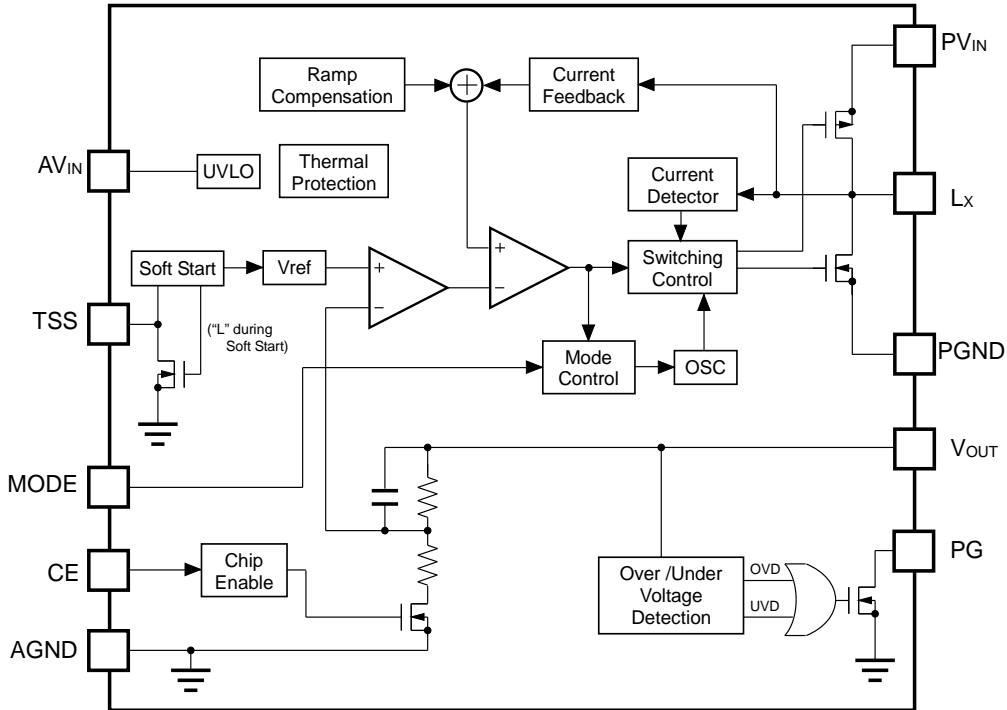 PVIN
Ramp
Compensation
+
Current
Feedback
AVIN
UVLO
Thermal
Protection
Current
Detector
LX
Soft Start
Vref
+
−
+
−
Switching
Control
TSS
("L" during
Soft Start)
Mode
Control
OSC
PGND
VOUT
MODE
CE
Chip
Enable
Over /Under
Voltage
Detection
OVD
UVD
PG
AGND